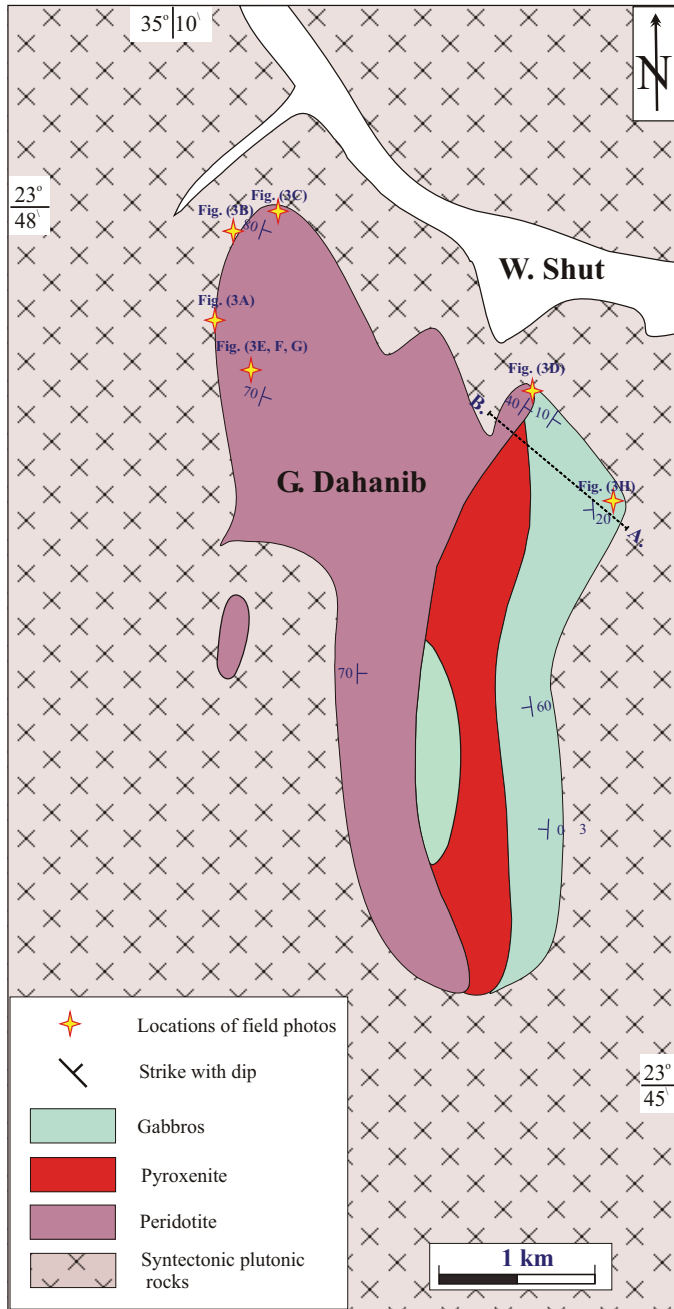 35° 10\
N
23°
48\
Fig. (3C)
Fig. (3B)
80
W. Shut
Fig. (3A)
Fig. (3E, F, G)
70
Fig. (3D)
B.
40
10
G. Dahanib
Fig. (3H)
20
A.
70
60
0 3
23°
45\
Locations of field photos
Strike with dip
Gabbros
Pyroxenite
Peridotite
Syntectonic plutonic
rocks
1 km